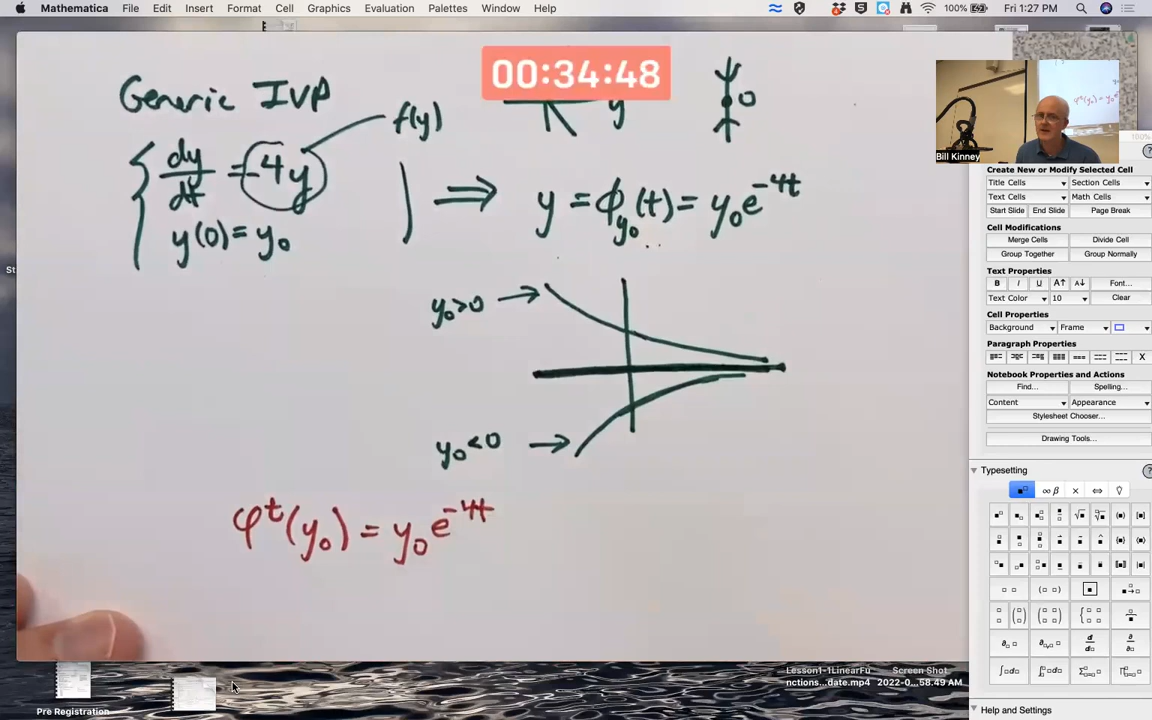 Mathematica File Edit Insert Format Cell Graphics Evaluation Palettes Window Help 100% Fri 1:27 PM
00:34:48
Generic IVP
f(y)
y
0
dy/dt = -4y
y(0) = y₀
⇒ y = ϕ_y₀(t) = y₀e^-4t
y₀>0 →
y₀<0 →
φ^t(y₀) = y₀e^-4t
Bill Kinney
100%
Create New or Modify Selected Cell
Title Cells Section Cells
Text Cells Math Cells
Start Slide End Slide Page Break
Cell Modifications
Merge Cells Divide Cell
Group Together Group Normally
Text Properties
B I U A↑ A↓ Font...
Text Color 10 Clear
Cell Properties
Background Frame
Paragraph Properties
X
Notebook Properties and Actions
Find... Spelling...
Content Appearance
Stylesheet Chooser...
Drawing Tools...
Typesetting
Help and Settings
Pre Registration
Lesson1-1LinearFu
nctions...date.mp4
Screen Shot
2022-0...58.49 AM